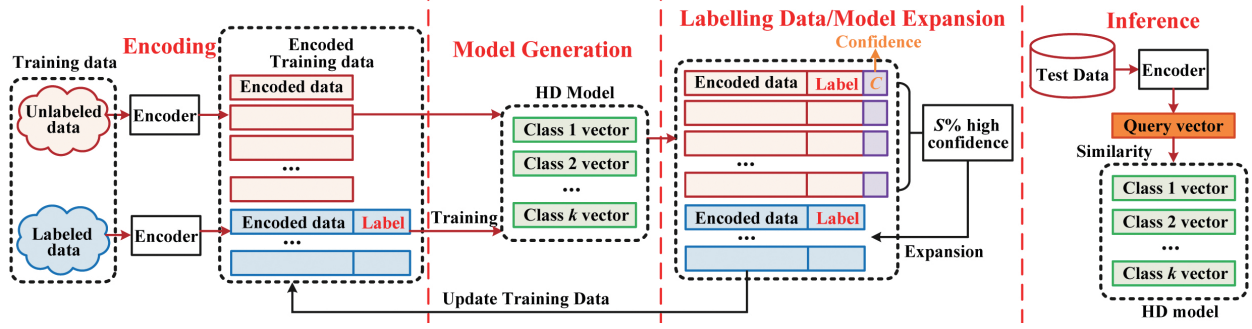 Encoding
Training data
Unlabeled
data
Labeled
data
Encoder
Encoder
Encoded
Training data
Encoded data
...
Encoded data Label
...
Model Generation
HD Model
Class 1 vector
Class 2 vector
...
Class k vector
Training
Update Training Data
Labelling Data/Model Expansion
Confidence
Encoded data Label C
...
Encoded data Label
...
S% high
confidence
Expansion
Inference
Test Data
Encoder
Query vector
Similarity
Class 1 vector
Class 2 vector
...
Class k vector
HD model